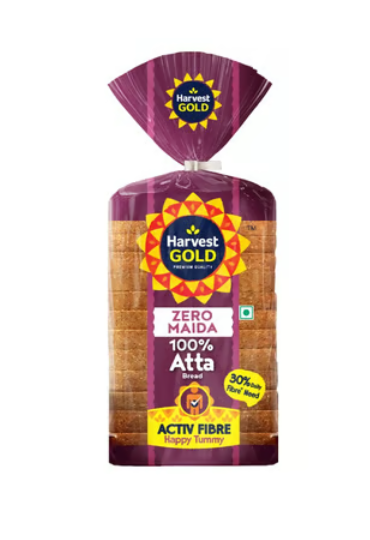 Harvest
GOLD
Harvest
GOLD
PREMIUM QUALITY
ZERO
MAIDA
100%
Atta
Bread
30% Daily
Fibre* Need
ACTIV FIBRE
Happy Tummy